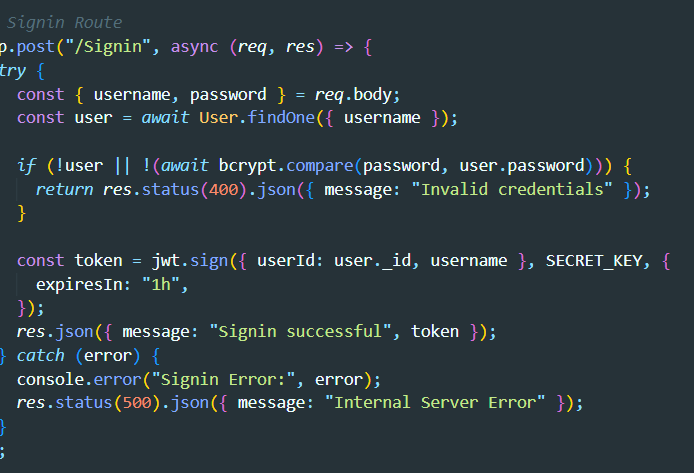 Signin Route
p.post("/Signin", async (req, res) => {
try {
const { username, password } = req.body;
const user = await User.findOne({ username });
if (!user || !(await bcrypt.compare(password, user.password))) {
return res.status(400).json({ message: "Invalid credentials" });
}
const token = jwt.sign({ userId: user._id, username }, SECRET_KEY, {
expiresIn: "1h",
});
res.json({ message: "Signin successful", token });
} catch (error) {
console.error("Signin Error:", error);
res.status(500).json({ message: "Internal Server Error" });
}
;